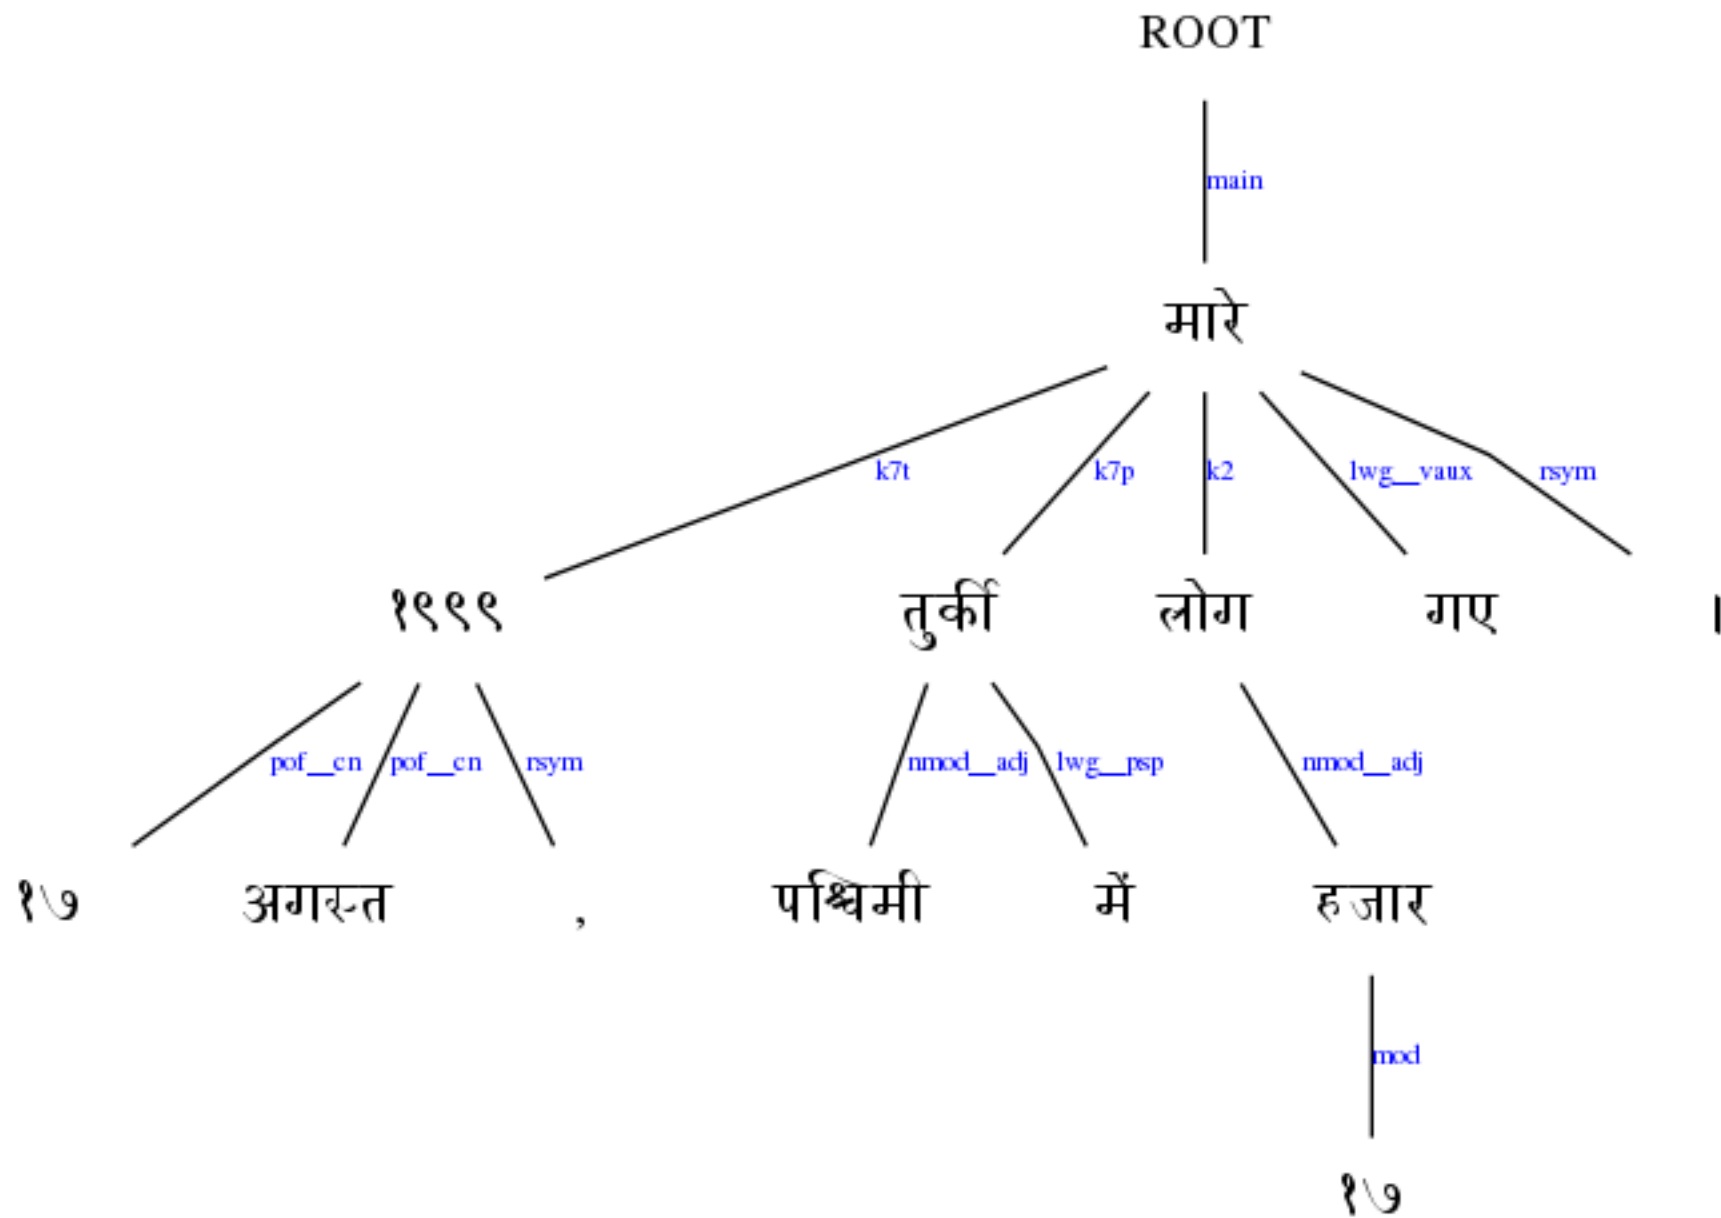 ROOT
main
मारे
k7t k7p k2 lwg__vaux rsym
१९९९ तुर्की लोग गए ।
pof__cn pof__cn rsym nmod__adj lwg__psp nmod__adj
१७ अगस्त , पश्चिमी में हजार
mod
१७